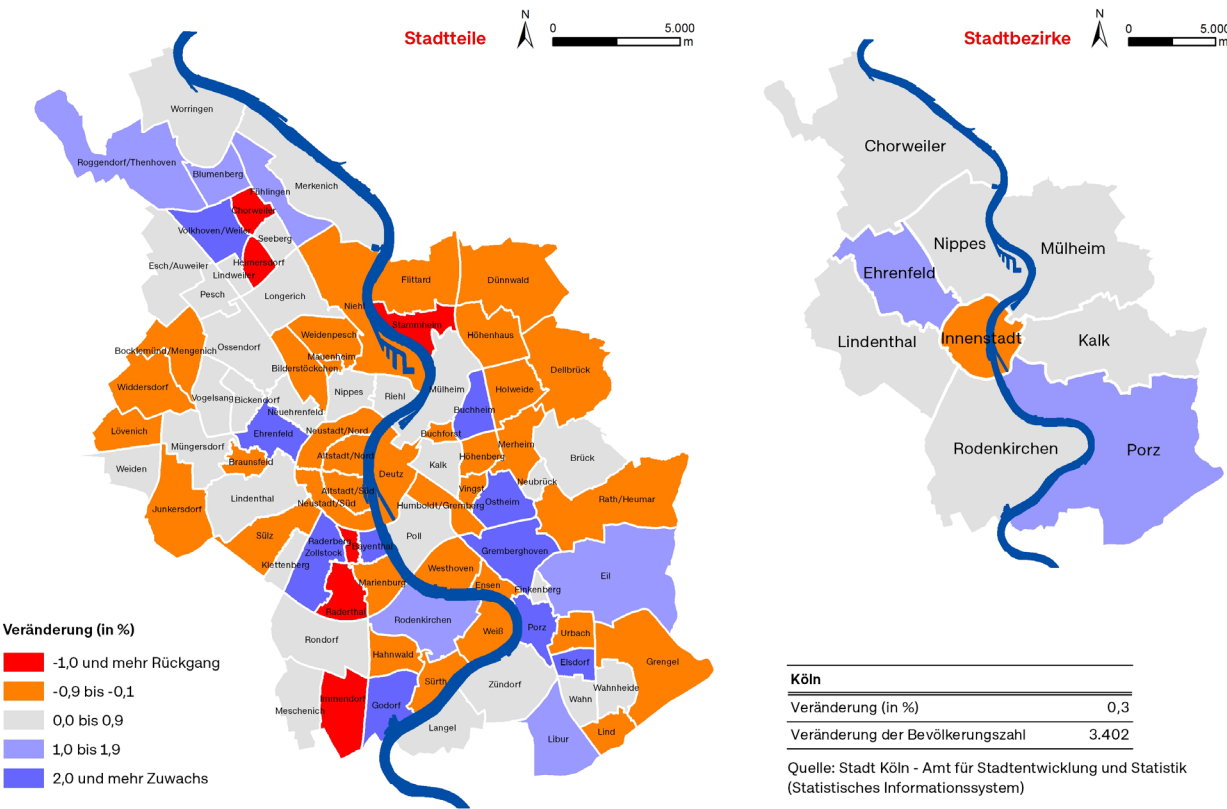 Stadtteile
N
0
5.000
m
Stadtbezirke
N
0
5.000
m
Worringen
Roggendorf/Thenhoven
Blumenberg
Fühlingen
Merkenich
Chorweiler
Volkhoven/Weiler
Seeberg
Heimersdorf
Esch/Auweiler
Lindweiler
Pesch
Longerich
Niehl
Flittard
Dünnwald
Stammheim
Weidenpesch
Höhenhaus
Bocklemünd/Mengenich
Ossendorf
Mauenheim
Bilderstöckchen
Dellbrück
Widdersdorf
Vogelsang
Bickendorf
Nippes
Riehl
Mülheim
Holweide
Neuehrenfeld
Buchheim
Lövenich
Ehrenfeld
Neustadt/Nord
Buchforst
Müngersdorf
Merheim
Weiden
Braunsfeld
Altstadt/Nord
Deutz
Kalk
Höhenberg
Brück
Neubrück
Lindenthal
Altstadt/Süd
Neustadt/Süd
Vingst
Humboldt/Gremberg
Ostheim
Rath/Heumar
Junkersdorf
Sülz
Raderberg
Zollstock
Bayenthal
Poll
Gremberghoven
Klettenberg
Marienburg
Westhoven
Ensen
Finkenberg
Eil
Raderthal
Rodenkirchen
Weiß
Porz
Urbach
Rondorf
Hahnwald
Elsdorf
Grengel
Sürth
Zündorf
Wahn
Wahnheide
Meschenich
Immendorf
Godorf
Langel
Libur
Lind
Chorweiler
Nippes
Mülheim
Ehrenfeld
Lindenthal
Innenstadt
Kalk
Rodenkirchen
Porz
Veränderung (in %)
-1,0 und mehr Rückgang
-0,9 bis -0,1
0,0 bis 0,9
1,0 bis 1,9
2,0 und mehr Zuwachs
Köln
Veränderung (in %) 0,3
Veränderung der Bevölkerungszahl 3.402
Quelle: Stadt Köln - Amt für Stadtentwicklung und Statistik
(Statistisches Informationssystem)